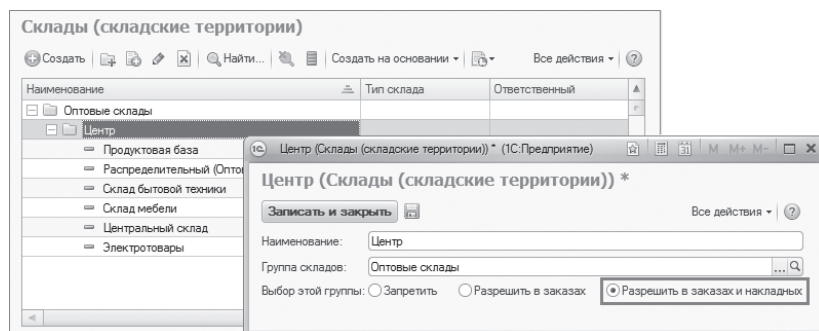 Склады (складские территории)
Создать Найти... Создать на основании Все действия
Наименование Тип склада Ответственный
Оптовые склады
Центр
Продуктовая база
Распределительный (Опто
Склад бытовой техники
Склад мебели
Центральный склад
Электротовары
1С Центр (Склады (складские территории)) * (1С:Предприятие) 31 M M+ M-
Центр (Склады (складские территории)) *
Записать и закрыть Все действия
Наименование: Центр
Группа складов: Оптовые склады ...
Выбор этой группы: Запретить Разрешить в заказах Разрешить в заказах и накладных